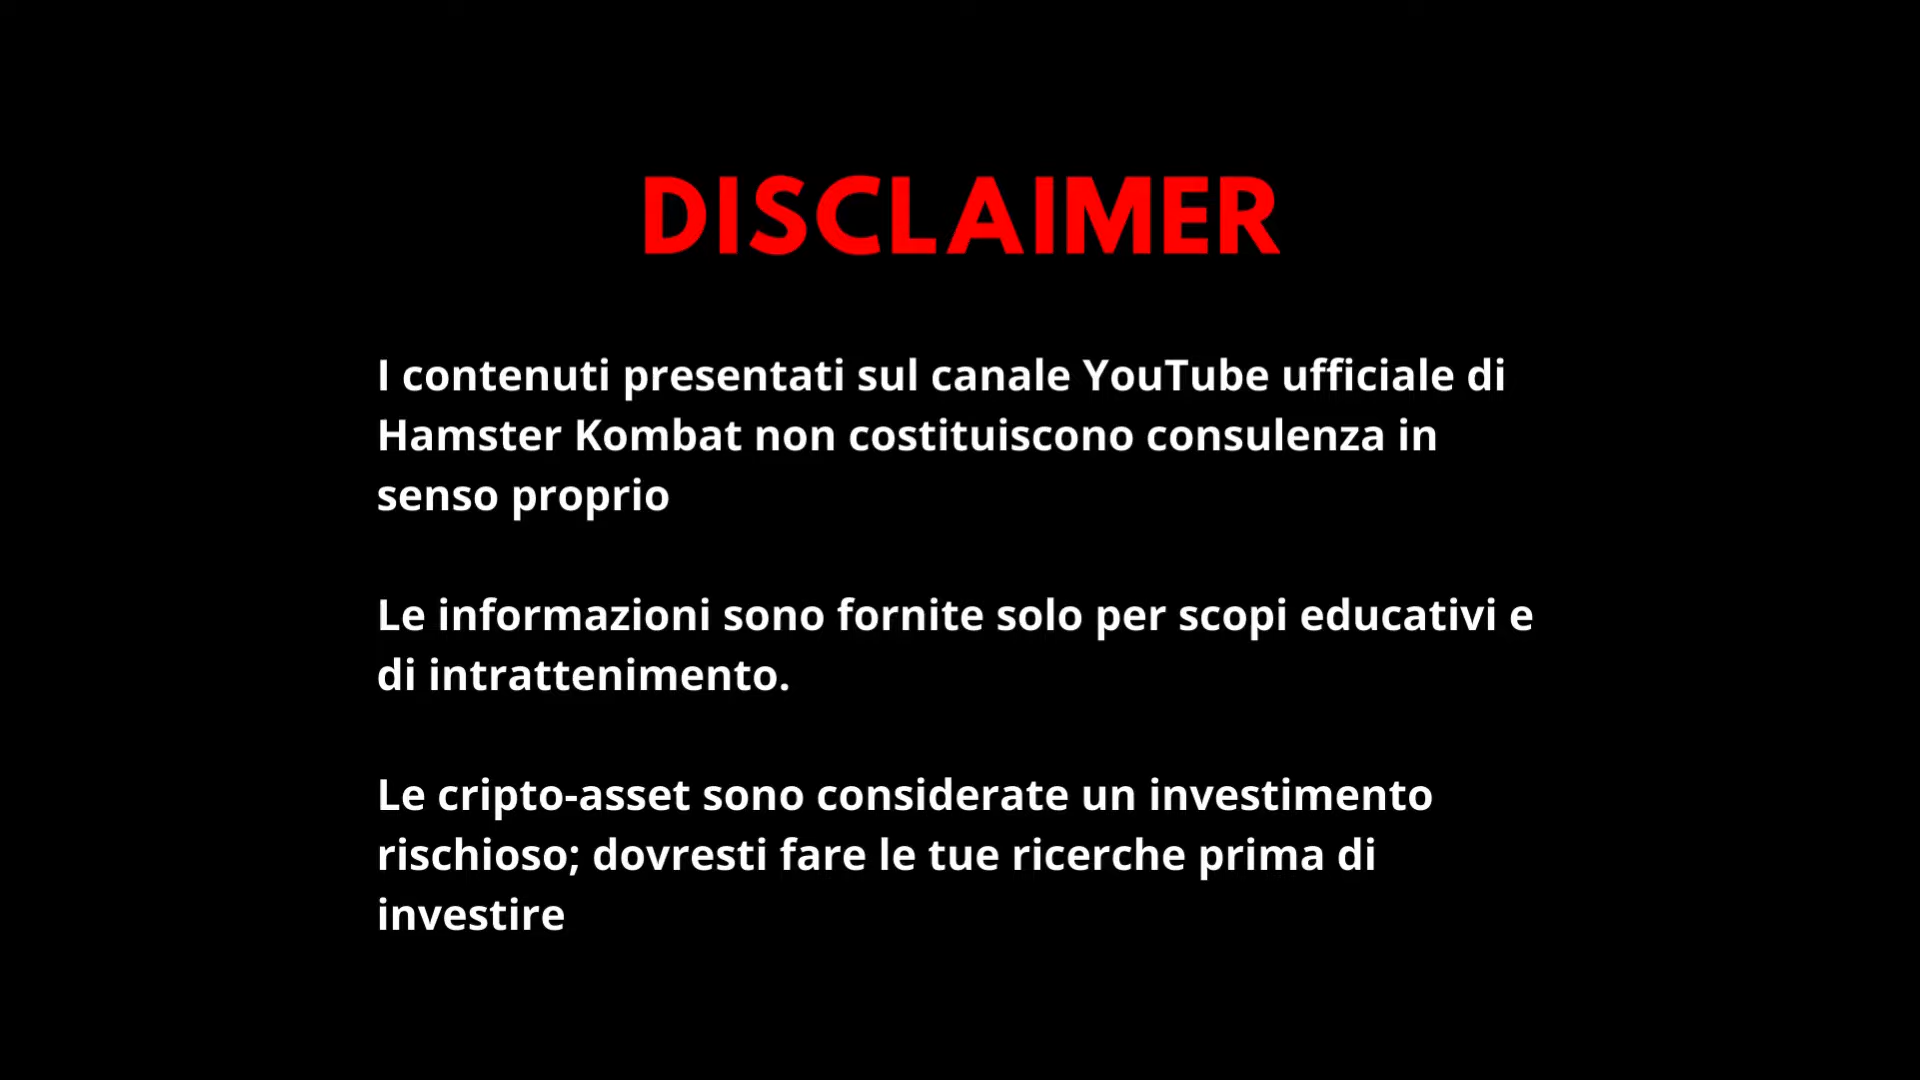 DISCLAIMER
I contenuti presentati sul canale YouTube ufficiale di
Hamster Kombat non costituiscono consulenza in
senso proprio
Le informazioni sono fornite solo per scopi educativi e
di intrattenimento.
Le cripto-asset sono considerate un investimento
rischioso; dovresti fare le tue ricerche prima di
investire